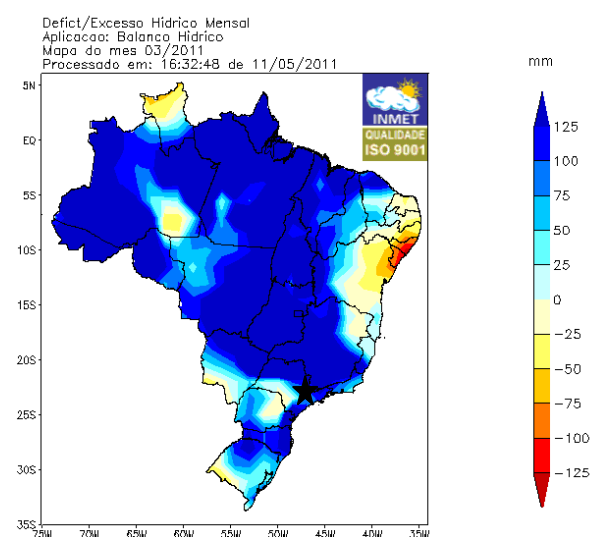 Defict/Excesso Hidrico Mensal
Aplicacao: Balanco Hidrico
Mapa do mes 03/2011
Processado em: 16:32:48 de 11/05/2011
mm
INMET
QUALIDADE
ISO 9001
5N
EQ
5S
10S
15S
20S
25S
30S
35S
75W 70W 65W 60W 55W 50W 45W 40W 35W
125
100
75
50
25
0
−25
−50
−75
−100
−125